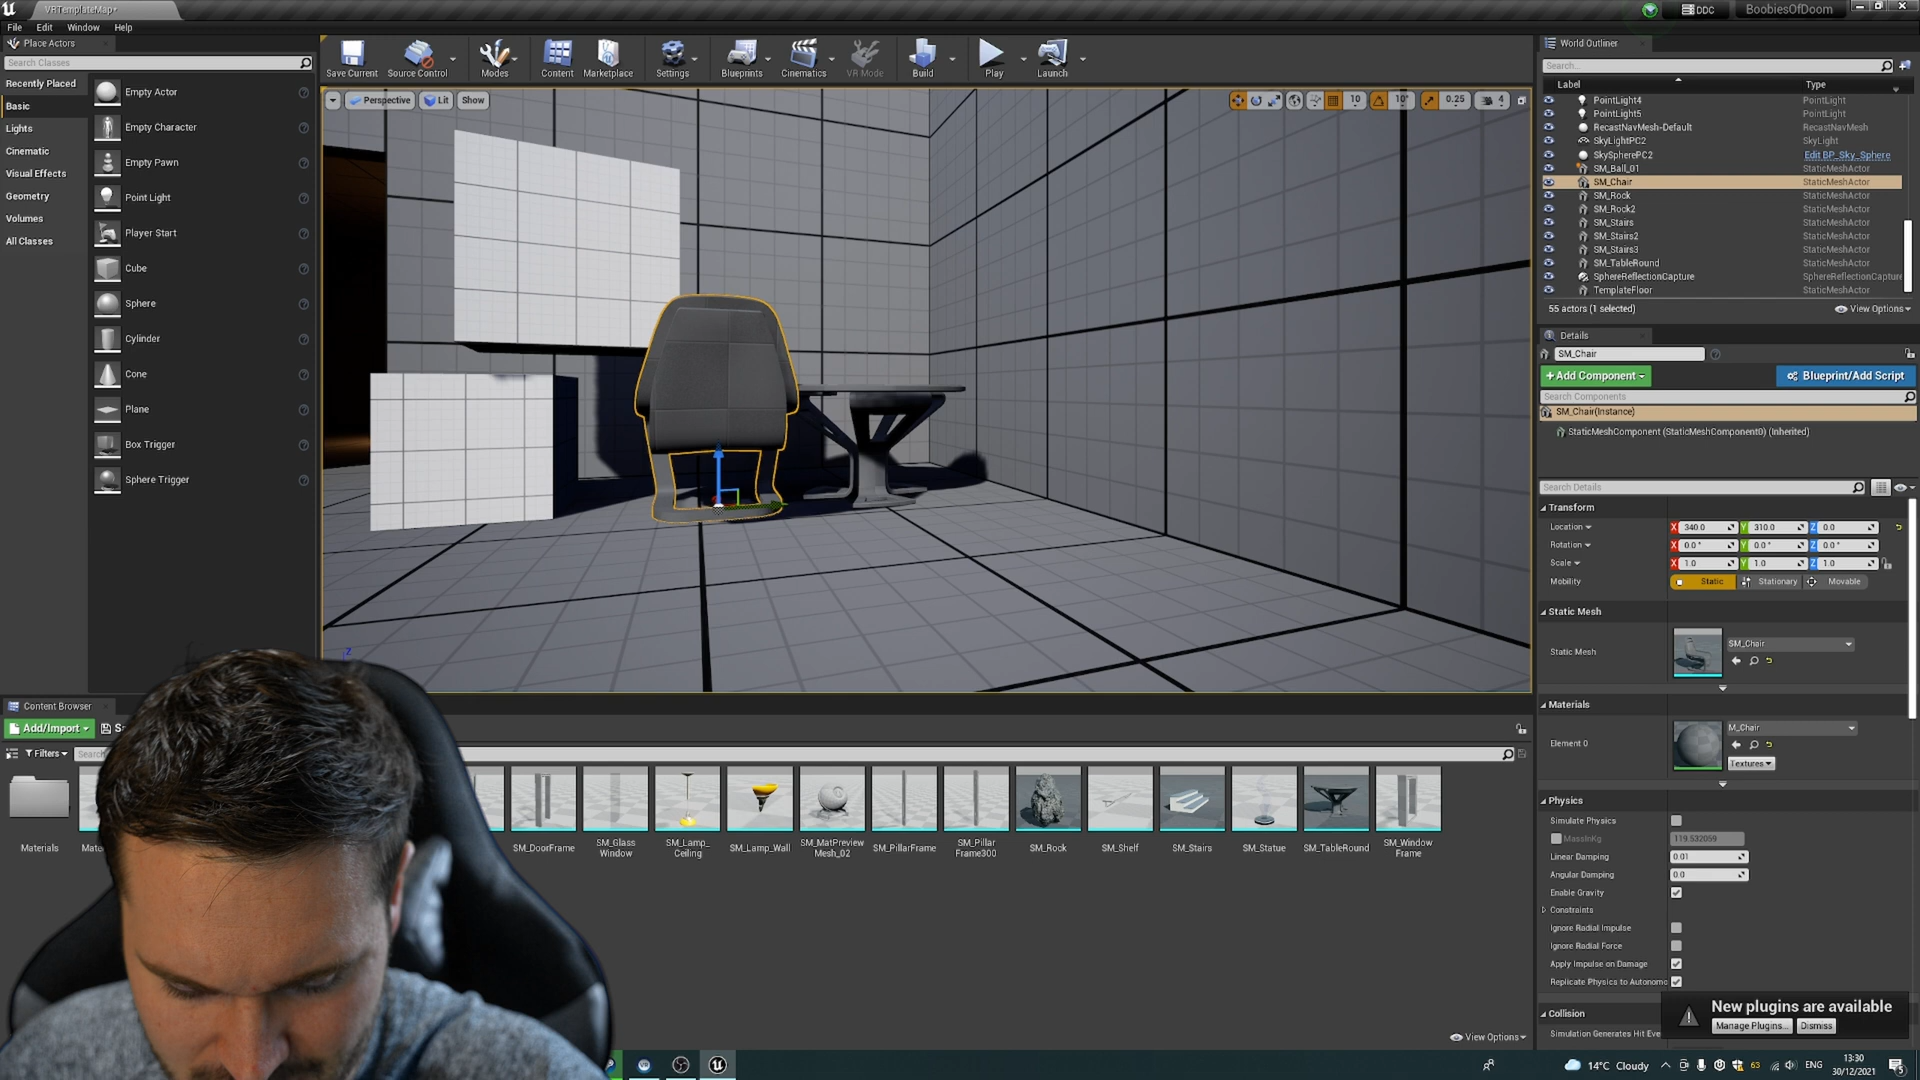 VRTemplateMap*
DDC
BoobiesOfDoom
File Edit Window Help
Place Actors
Search Classes
Recently Placed
Basic
Lights
Cinematic
Visual Effects
Geometry
Volumes
All Classes
Empty Actor
Empty Character
Empty Pawn
Point Light
Player Start
Cube
Sphere
Cylinder
Cone
Plane
Box Trigger
Sphere Trigger
Save Current
Source Control
Modes
Content
Marketplace
Settings
Blueprints
Cinematics
VR Mode
Build
Play
Launch
Perspective
Lit
Show
10
10°
0.25
4
Z
World Outliner
Search...
Label Type
PointLight4 PointLight
PointLight5 PointLight
RecastNavMesh-Default RecastNavMesh
SkyLightPC2 SkyLight
SkySpherePC2 Edit BP_Sky_Sphere
SM_Ball_01 StaticMeshActor
SM_Chair StaticMeshActor
SM_Rock StaticMeshActor
SM_Rock2 StaticMeshActor
SM_Stairs StaticMeshActor
SM_Stairs2 StaticMeshActor
SM_Stairs3 StaticMeshActor
SM_TableRound StaticMeshActor
SphereReflectionCapture SphereReflectionCapture
TemplateFloor StaticMeshActor
55 actors (1 selected)
View Options
Details
SM_Chair
+Add Component
Blueprint/Add Script
Search Components
SM_Chair(Instance)
StaticMeshComponent (StaticMeshComponent0) (Inherited)
Search Details
Transform
Location X 340.0 Y 310.0 Z 0.0
Rotation X 0.0° Y 0.0° Z 0.0°
Scale X 1.0 Y 1.0 Z 1.0
Mobility Static Stationary Movable
Static Mesh
Static Mesh
SM_Chair
Materials
Element 0
M_Chair
Textures
Physics
Simulate Physics
MassInKg 119.532059
Linear Damping 0.01
Angular Damping 0.0
Enable Gravity
Constraints
Ignore Radial Impulse
Ignore Radial Force
Apply Impulse on Damage
Replicate Physics to Autonomo
Collision
Simulation Generates Hit Eve
New plugins are available
Manage Plugins...
Dismiss
Content Browser
Add/Import
Filters
Materials
SM_DoorFrame
SM_Glass
Window
SM_Lamp_
Ceiling
SM_Lamp_Wall
SM_MatPreview
Mesh_02
SM_PillarFrame
SM_Pillar
Frame300
SM_Rock
SM_Shelf
SM_Stairs
SM_Statue
SM_TableRound
SM_Window
Frame
View Options
14°C Cloudy
63
ENG
13:30
30/12/2021